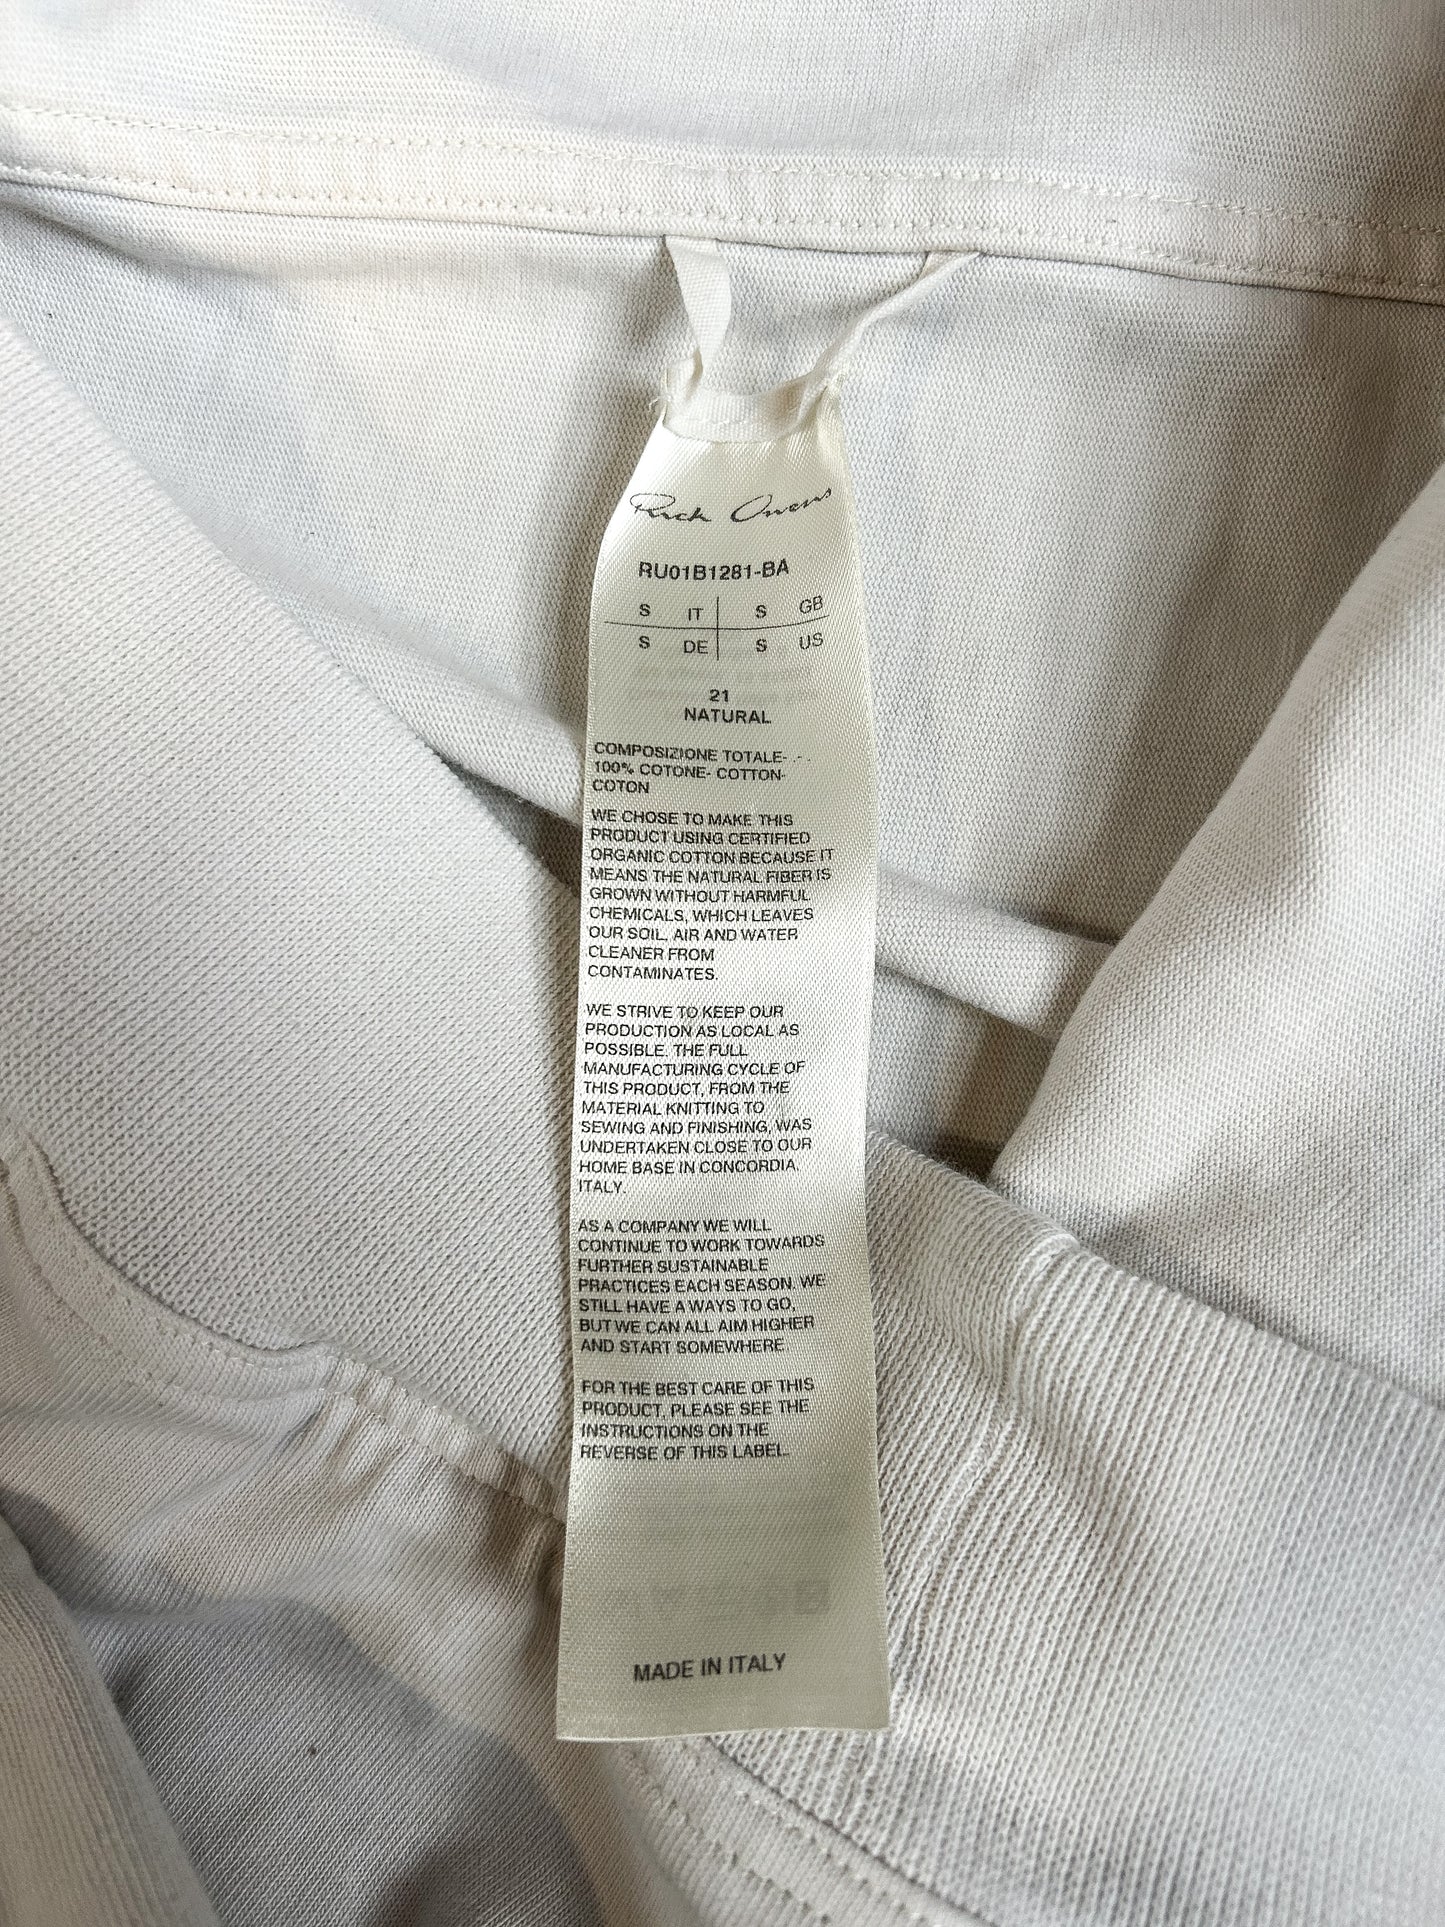 Rick Owens
RU01B1281-BA
S IT S GB
S DE S US
21
NATURAL
COMPOSIZIONE TOTALE-
100% COTONE- COTTON-
COTON
WE CHOSE TO MAKE THIS
PRODUCT USING CERTIFIED
ORGANIC COTTON BECAUSE IT
MEANS THE NATURAL FIBER IS
GROWN WITHOUT HARMFUL
CHEMICALS, WHICH LEAVES
OUR SOIL, AIR AND WATER
CLEANER FROM
CONTAMINATES.
WE STRIVE TO KEEP OUR
PRODUCTION AS LOCAL AS
POSSIBLE. THE FULL
MANUFACTURING CYCLE OF
THIS PRODUCT, FROM THE
MATERIAL KNITTING TO
SEWING AND FINISHING, WAS
UNDERTAKEN CLOSE TO OUR
HOME BASE IN CONCORDIA,
ITALY.
AS A COMPANY WE WILL
CONTINUE TO WORK TOWARDS
FURTHER SUSTAINABLE
PRACTICES EACH SEASON. WE
STILL HAVE A WAYS TO GO,
BUT WE CAN ALL AIM HIGHER
AND START SOMEWHERE.
FOR THE BEST CARE OF THIS
PRODUCT, PLEASE SEE THE
INSTRUCTIONS ON THE
REVERSE OF THIS LABEL.
MADE IN ITALY